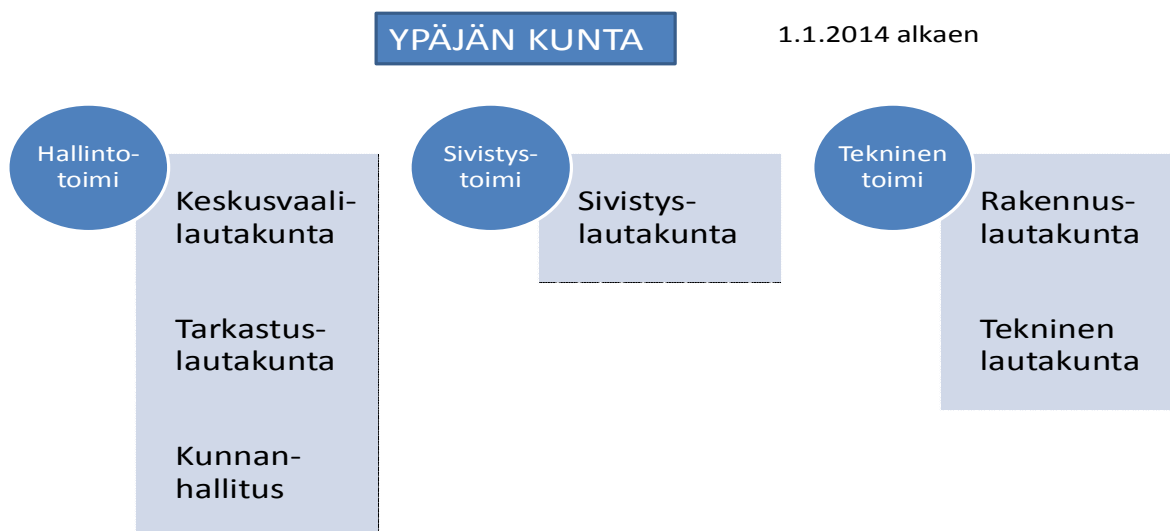 YPÄJÄN KUNTA
1.1.2014 alkaen
Hallinto-
toimi
Keskusvaali-
lautakunta
Tarkastus-
lautakunta
Kunnan-
hallitus
Sivistys-
toimi
Sivistys-
lautakunta
Tekninen
toimi
Rakennus-
lautakunta
Tekninen
lautakunta